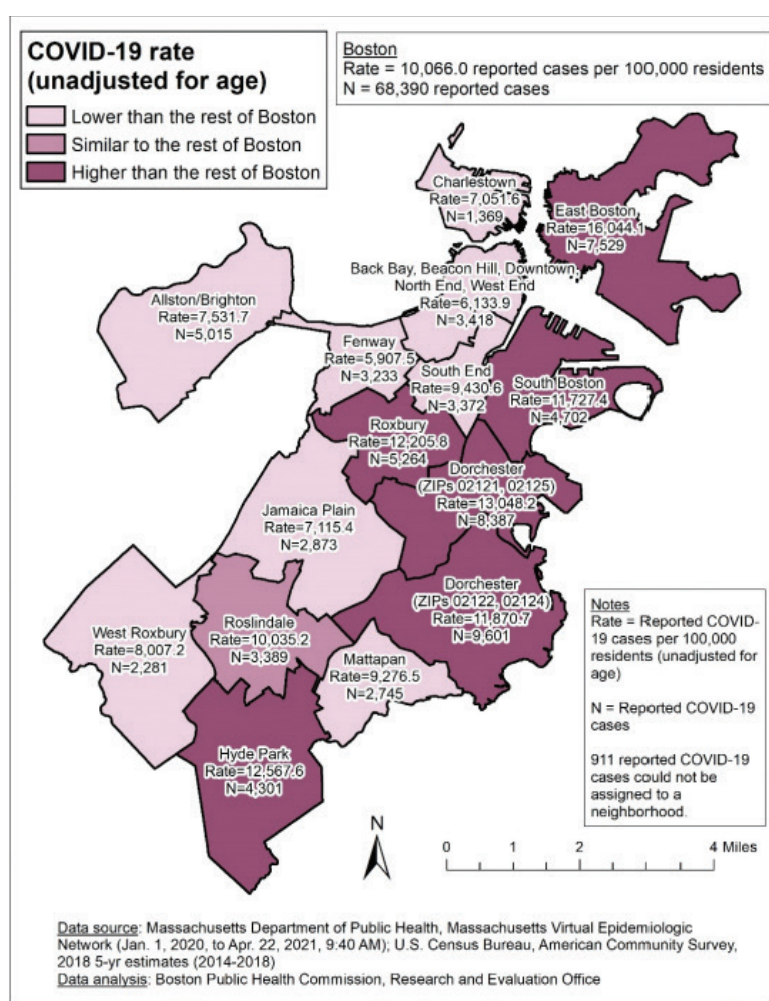 COVID-19 rate
(unadjusted for age)
Lower than the rest of Boston
Similar to the rest of Boston
Higher than the rest of Boston
Boston
Rate = 10,066.0 reported cases per 100,000 residents
N = 68,390 reported cases
Charlestown
Rate=7,051.6
N=1,369
East Boston
Rate=16,044.1
N=7,529
Back Bay, Beacon Hill, Downtown,
North End, West End
Rate=6,133.9
N=3,418
Allston/Brighton
Rate=7,531.7
N=5,015
Fenway
Rate=5,907.5
N=3,233
South End
Rate=9,430.6
N=3,372
South Boston
Rate=11,727.4
N=4,702
Roxbury
Rate=12,205.8
N=5,264
Dorchester
(ZIPs 02121, 02125)
Rate=13,048.2
N=8,387
Jamaica Plain
Rate=7,115.4
N=2,873
Dorchester
(ZIPs 02122, 02124)
Rate=11,870.7
N=9,601
West Roxbury
Rate=8,007.2
N=2,281
Roslindale
Rate=10,035.2
N=3,389
Mattapan
Rate=9,276.5
N=2,745
Hyde Park
Rate=12,567.6
N=4,301
Notes
Rate = Reported COVID-
19 cases per 100,000
residents (unadjusted for
age)
N = Reported COVID-19
cases
911 reported COVID-19
cases could not be
assigned to a
neighborhood.
N
0 1 2 4 Miles
Data source: Massachusetts Department of Public Health, Massachusetts Virtual Epidemiologic
Network (Jan. 1, 2020, to Apr. 22, 2021, 9:40 AM); U.S. Census Bureau, American Community Survey,
2018 5-yr estimates (2014-2018)
Data analysis: Boston Public Health Commission, Research and Evaluation Office